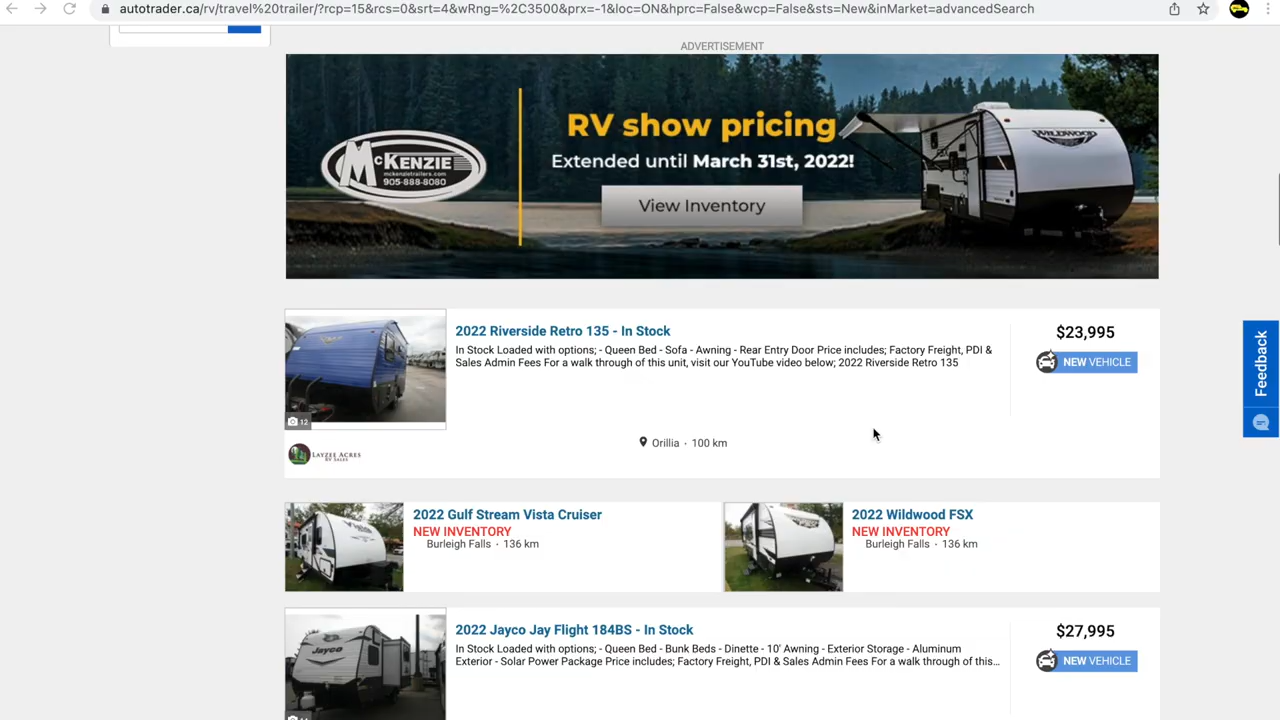 autotrader.ca/rv/travel%20trailer/?rcp=15&rcs=0&srt=4&wRng=%2C3500&prx=-1&loc=ON&hprc=False&wcp=False&sts=New&inMarket=advancedSearch
ADVERTISEMENT
McKENZIE
mckenzietrailers.com
905-888-8080
RV show pricing
Extended until March 31st, 2022!
View Inventory
WILDWOOD
2022 Riverside Retro 135 - In Stock
$23,995
In Stock Loaded with options; - Queen Bed - Sofa - Awning - Rear Entry Door Price includes; Factory Freight, PDI &
Sales Admin Fees For a walk through of this unit, visit our YouTube video below; 2022 Riverside Retro 135
NEW VEHICLE
12
Orillia · 100 km
LAYZEE ACRES
RV SALES
Feedback
2022 Gulf Stream Vista Cruiser
NEW INVENTORY
Burleigh Falls · 136 km
2022 Wildwood FSX
NEW INVENTORY
Burleigh Falls · 136 km
2022 Jayco Jay Flight 184BS - In Stock
$27,995
In Stock Loaded with options; - Queen Bed - Bunk Beds - Dinette - 10' Awning - Exterior Storage - Aluminum
Exterior - Solar Power Package Price includes; Factory Freight, PDI & Sales Admin Fees For a walk through of this...
NEW VEHICLE
Jayco